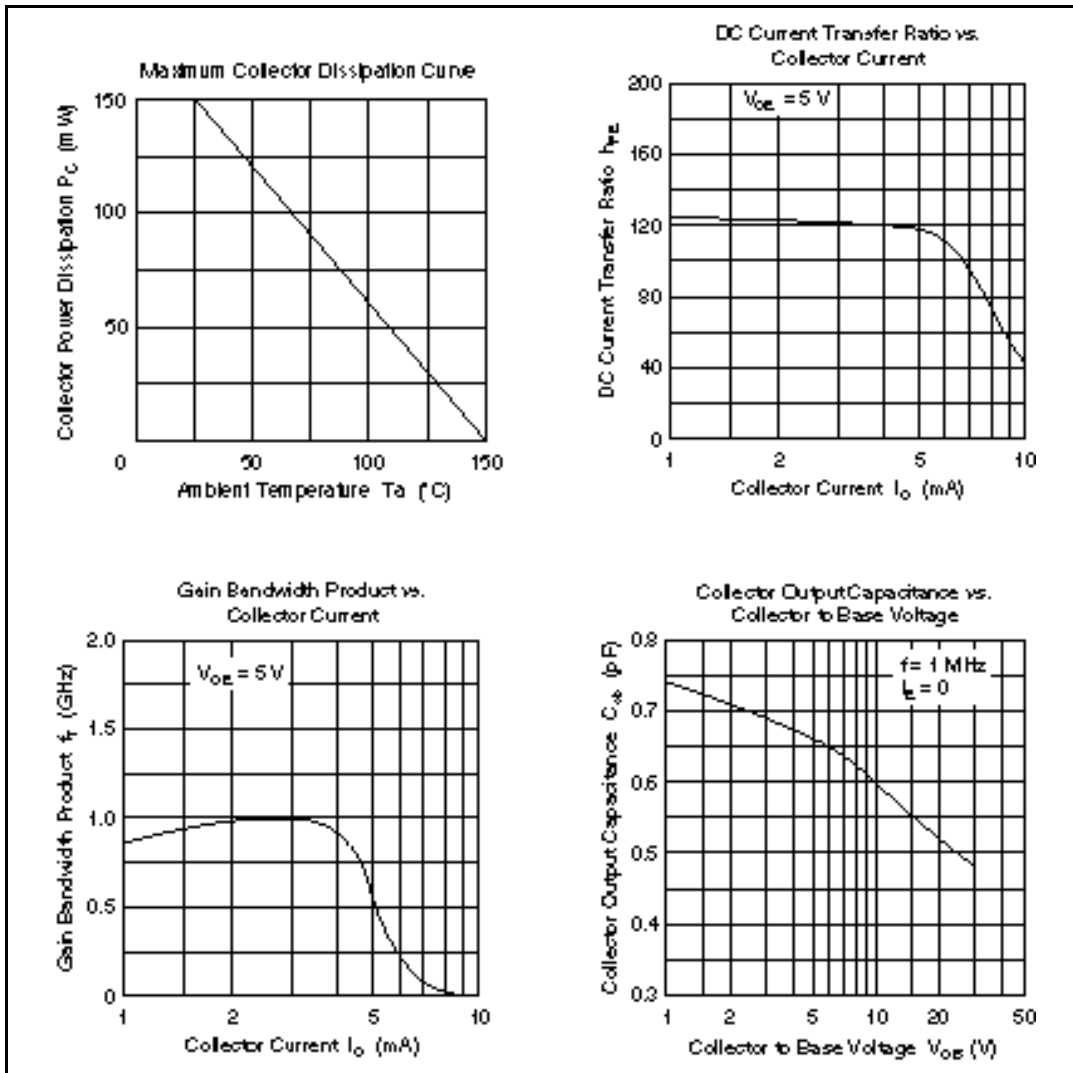 Maximum Collector Dissipation Curve
Collector Power Dissipation P_C (mW)
150
100
50
0
50
100
150
Ambient Temperature Ta (°C)
DC Current Transfer Ratio vs.
Collector Current
DC Current Transfer Ratio h_FE
V_CE = 5 V
200
160
120
80
40
0
1
2
5
10
Collector Current I_C (mA)
Gain Bandwidth Product vs.
Collector Current
Gain Bandwidth Product f_T (GHz)
V_CE = 5 V
2.0
1.5
1.0
0.5
0
1
2
5
10
Collector Current I_C (mA)
Collector Output Capacitance vs.
Collector to Base Voltage
Collector Output Capacitance C_ob (pF)
f = 1 MHz
I_E = 0
0.8
0.7
0.6
0.5
0.4
0.3
1
2
5
10
20
50
Collector to Base Voltage V_CB (V)